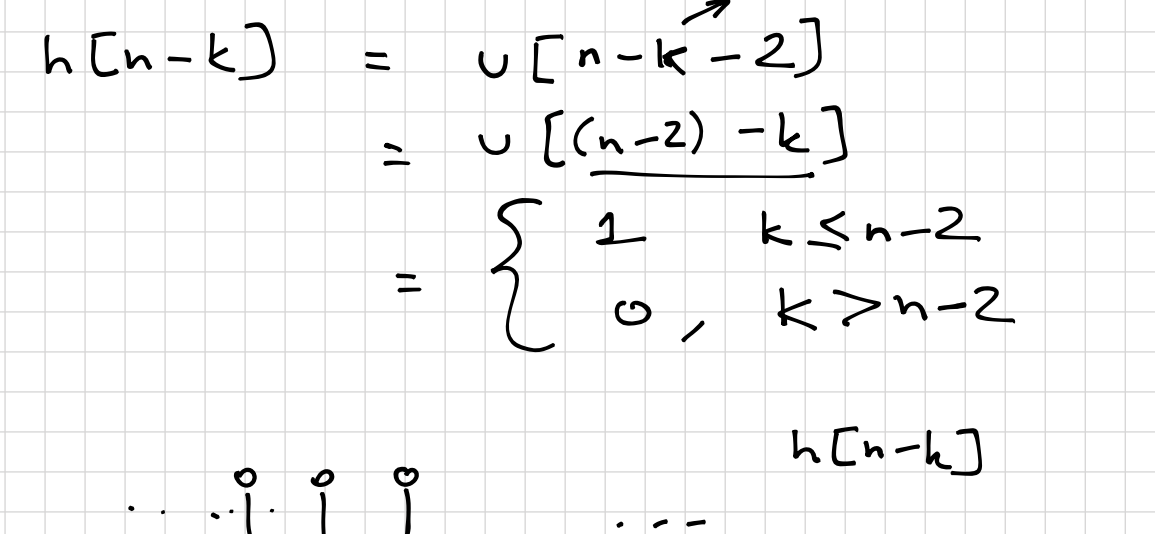 h[n-k] = u[n-k-2]
= u[(n-2)-k]
= { 1 k≤n-2
0, k>n-2
h[n-k]